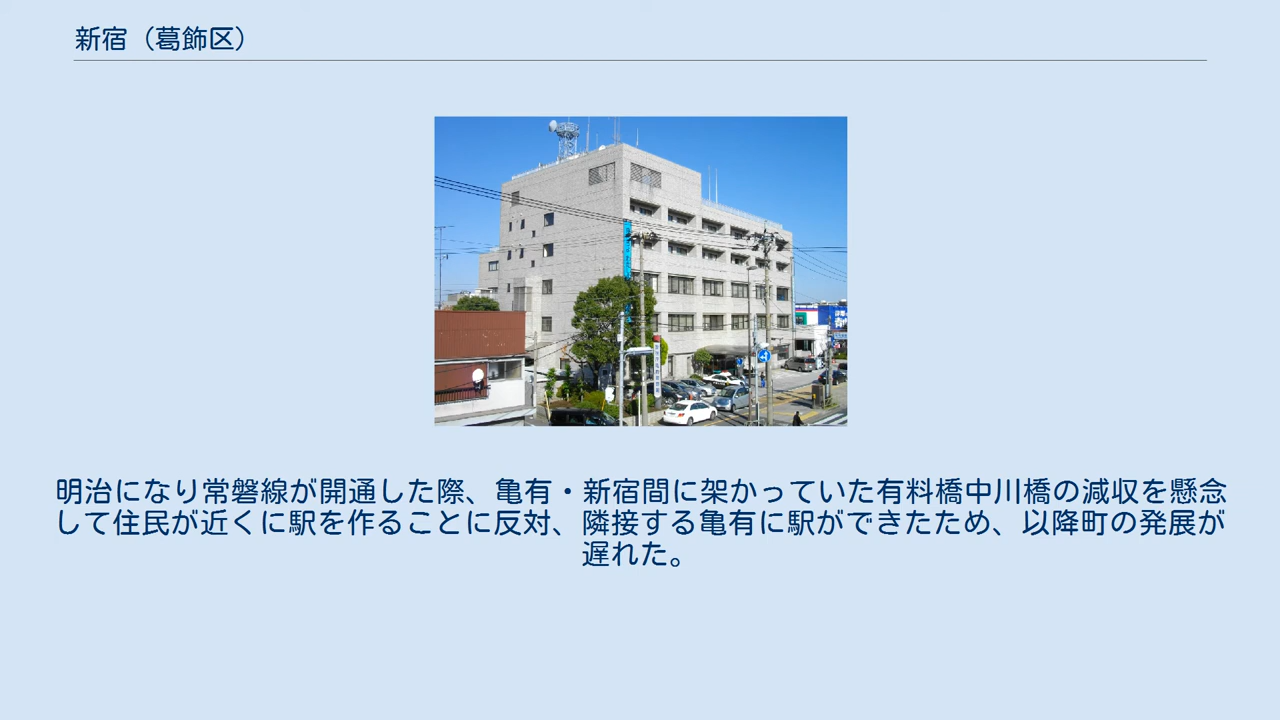 新宿（葛飾区）
明治になり常磐線が開通した際、亀有・新宿間に架かっていた有料橋中川橋の減収を懸念
して住民が近くに駅を作ることに反対、隣接する亀有に駅ができたため、以降町の発展が
遅れた。